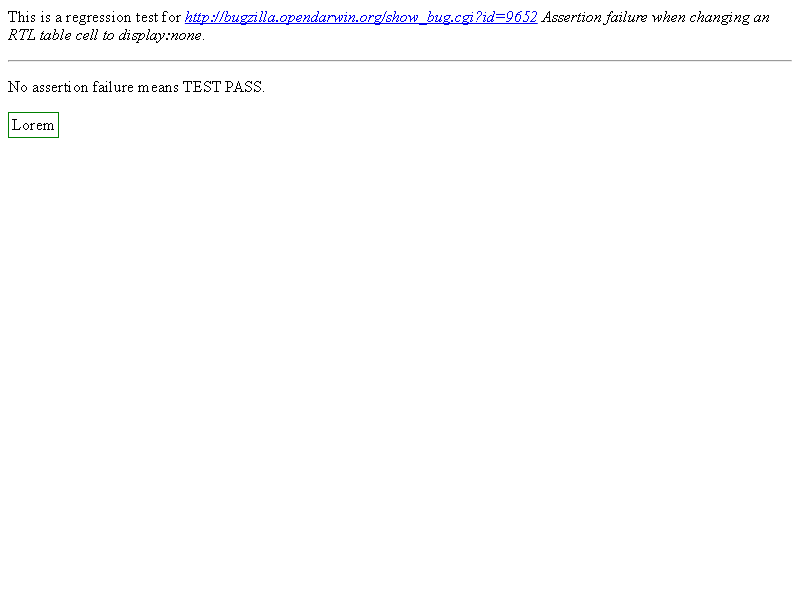 This is a regression test for http://bugzilla.opendarwin.org/show_bug.cgi?id=9652 Assertion failure when changing an
RTL table cell to display:none.
No assertion failure means TEST PASS.
Lorem